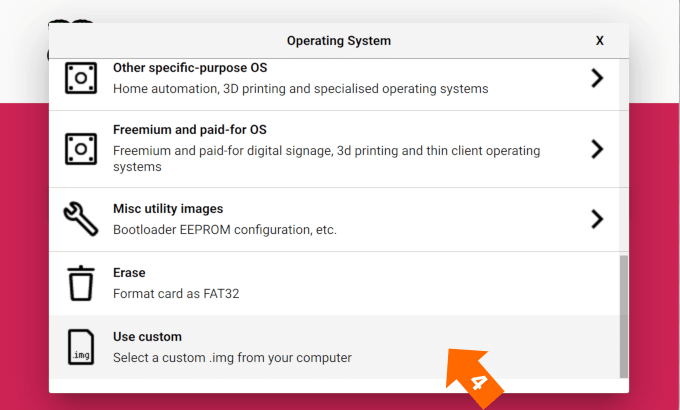 Operating System
X
Other specific-purpose OS
Home automation, 3D printing and specialised operating systems
Freemium and paid-for OS
Freemium and paid-for digital signage, 3d printing and thin client operating
systems
Misc utility images
Bootloader EEPROM configuration, etc.
Erase
Format card as FAT32
Use custom
.img
Select a custom .img from your computer
4